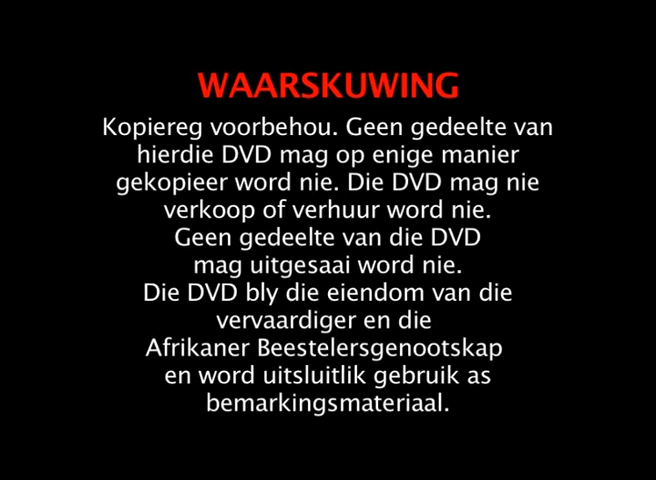 WAARSKUWING
Kopiereg voorbehou. Geen gedeelte van
hierdie DVD mag op enige manier
gekopieer word nie. Die DVD mag nie
verkoop of verhuur word nie.
Geen gedeelte van die DVD
mag uitgesaai word nie.
Die DVD bly die eiendom van die
vervaardiger en die
Afrikaner Beestelersgenootskap
en word uitsluitlik gebruik as
bemarkingsmateriaal.